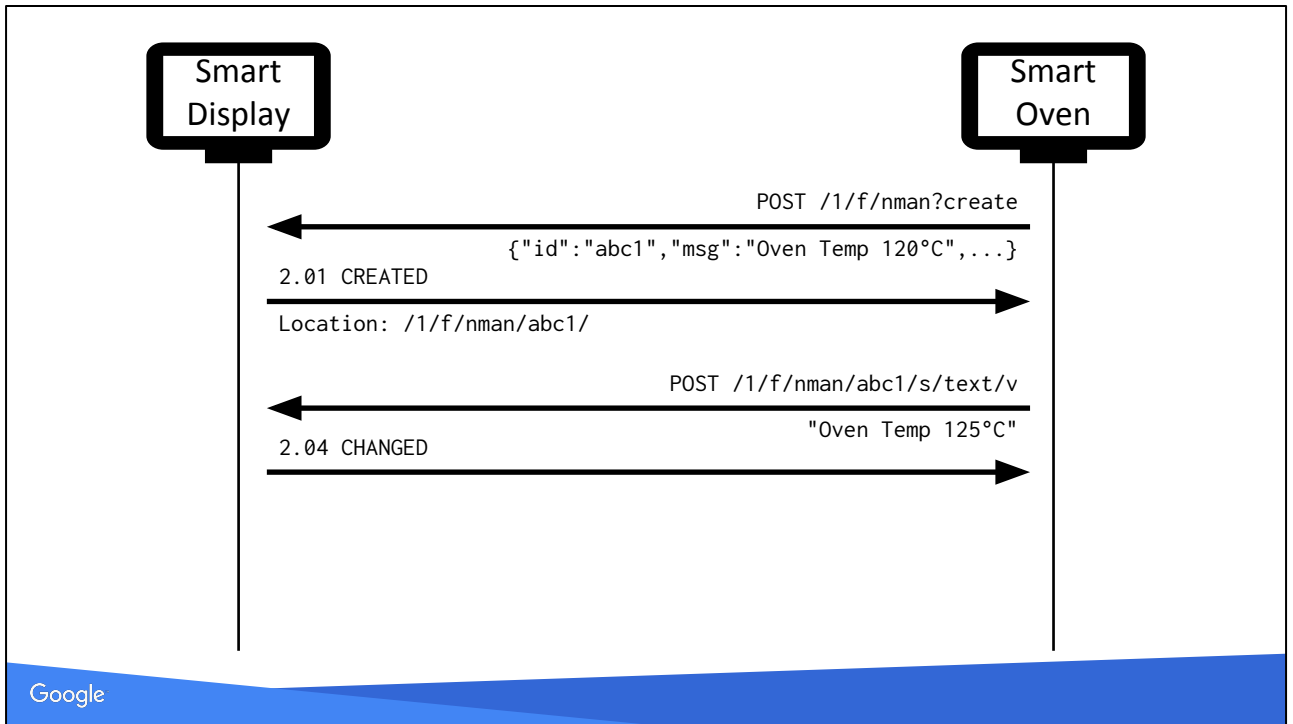 Smart
Display
Smart
Oven
POST /1/f/nman?create
{"id":"abc1","msg":"Oven Temp 120°C",...}
2.01 CREATED
Location: /1/f/nman/abc1/
POST /1/f/nman/abc1/s/text/v
"Oven Temp 125°C"
2.04 CHANGED
Google